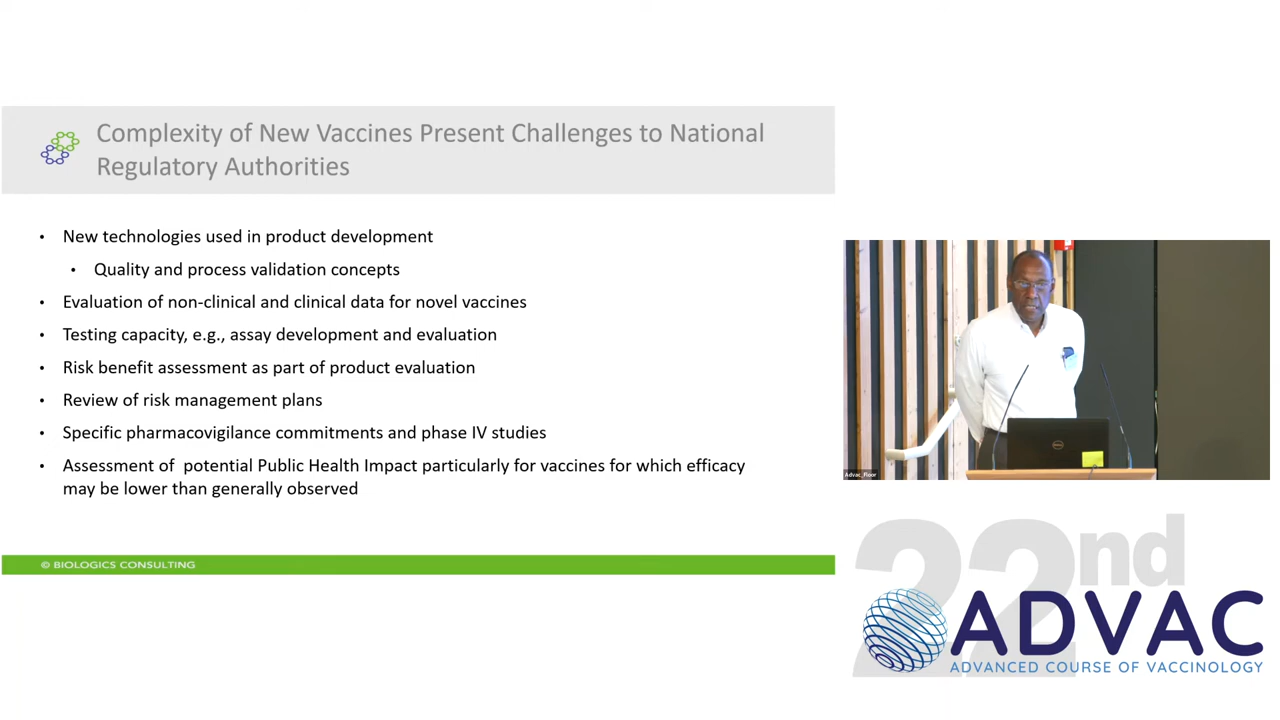 Complexity of New Vaccines Present Challenges to National
Regulatory Authorities
• New technologies used in product development
• Quality and process validation concepts
• Evaluation of non-clinical and clinical data for novel vaccines
• Testing capacity, e.g., assay development and evaluation
• Risk benefit assessment as part of product evaluation
• Review of risk management plans
• Specific pharmacovigilance commitments and phase IV studies
• Assessment of potential Public Health Impact particularly for vaccines for which efficacy
may be lower than generally observed
© BIOLOGICS CONSULTING
Advac_Floor
DELL
22nd
ADVAC
ADVANCED COURSE OF VACCINOLOGY